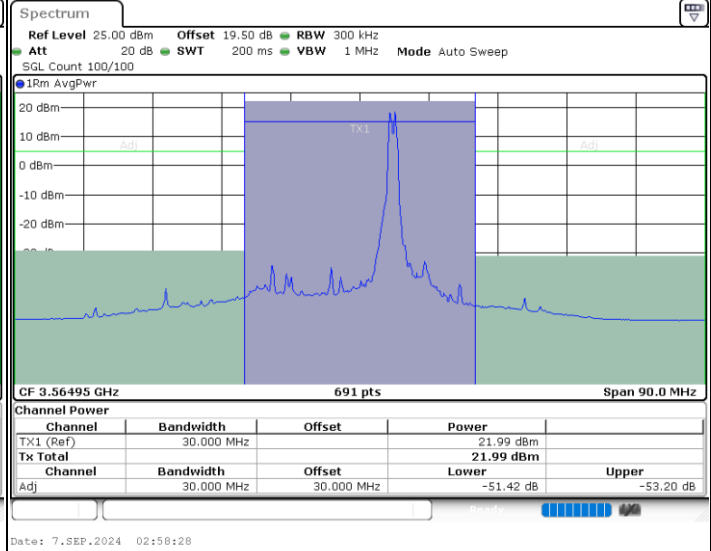 Spectrum
Ref Level 25.00 dBm Offset 19.50 dB RBW 300 kHz
Att 20 dB SWT 200 ms VBW 1 MHz Mode Auto Sweep
SGL Count 100/100
1Rm AvgPwr
20 dBm
TX1
10 dBm
Adj Adj
0 dBm
-10 dBm
-20 dBm
CF 3.56495 GHz 691 pts Span 90.0 MHz
Channel Power
Channel Bandwidth Offset Power
TX1 (Ref) 30.000 MHz 21.99 dBm
Tx Total 21.99 dBm
Channel Bandwidth Offset Lower Upper
Adj 30.000 MHz 30.000 MHz -51.42 dB -53.20 dB
Ready
Date: 7.SEP.2024 02:58:28